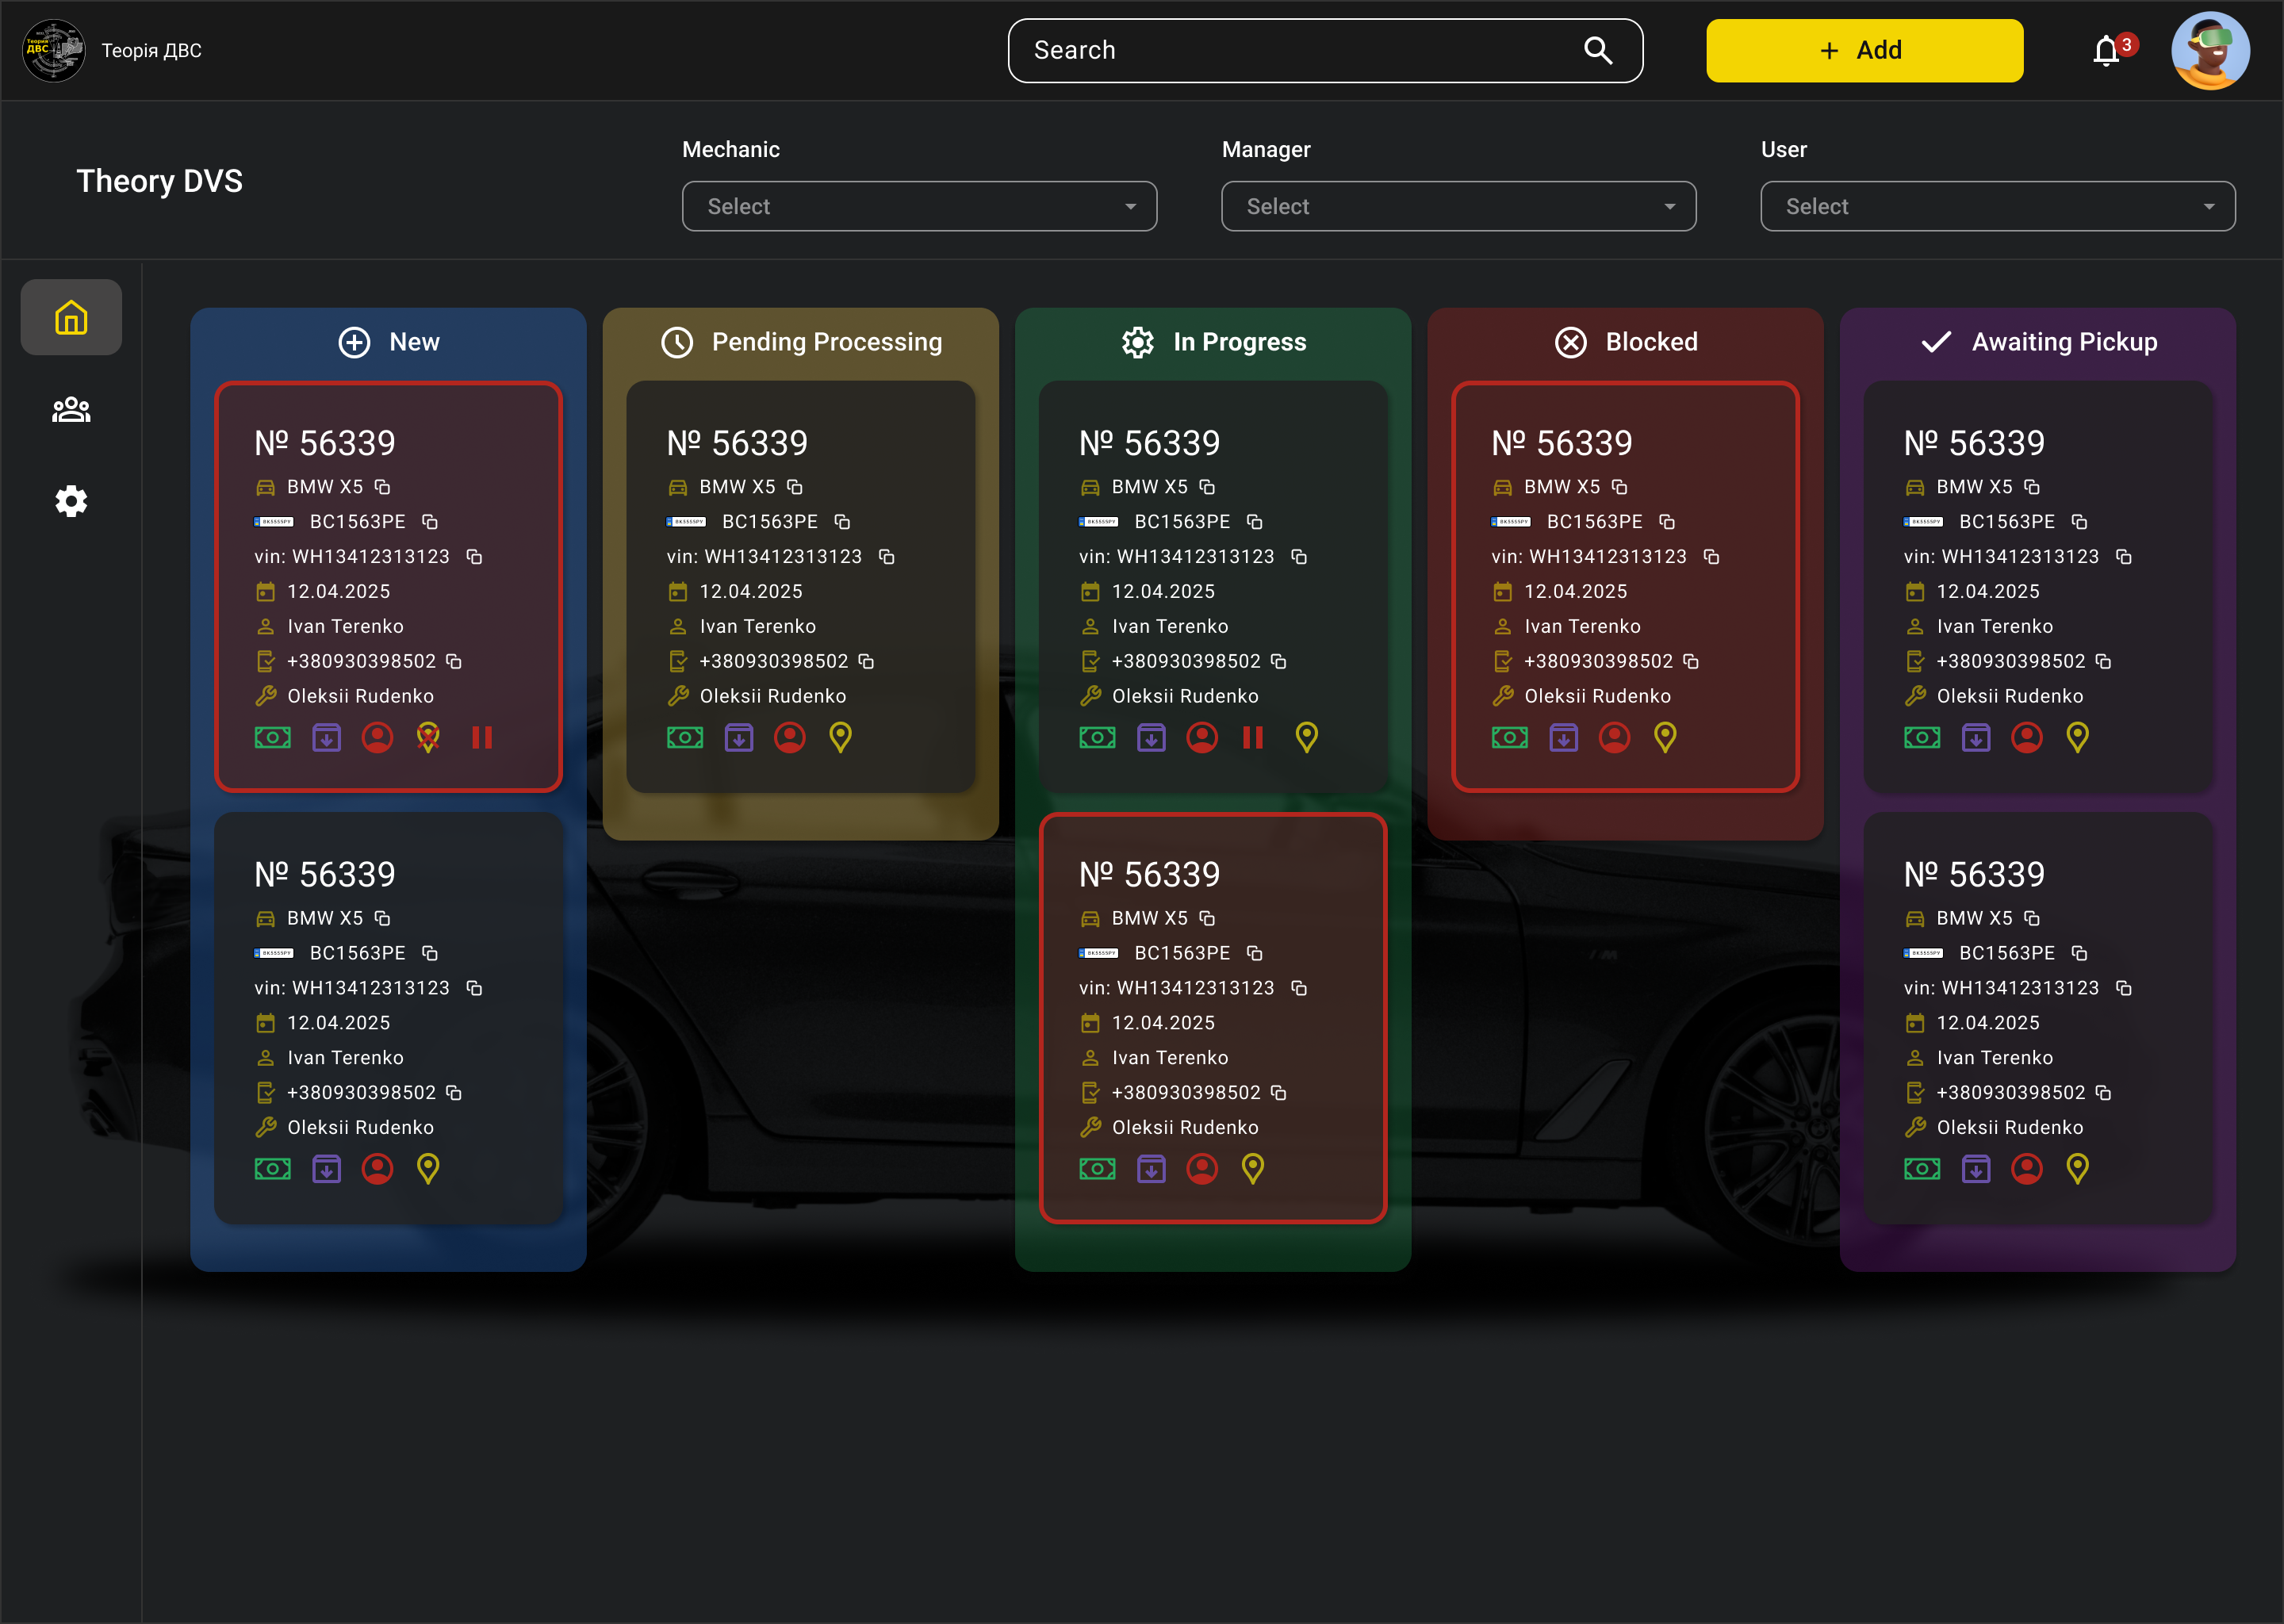 Теорія ДВС
Search
+ Add
3
Theory DVS
Mechanic
Select
Manager
Select
User
Select
New
№ 56339
BMW X5
BC1563PE
vin: WH13412313123
12.04.2025
Ivan Terenko
+380930398502
Oleksii Rudenko
№ 56339
BMW X5
BC1563PE
vin: WH13412313123
12.04.2025
Ivan Terenko
+380930398502
Oleksii Rudenko
Pending Processing
№ 56339
BMW X5
BC1563PE
vin: WH13412313123
12.04.2025
Ivan Terenko
+380930398502
Oleksii Rudenko
In Progress
№ 56339
BMW X5
BC1563PE
vin: WH13412313123
12.04.2025
Ivan Terenko
+380930398502
Oleksii Rudenko
№ 56339
BMW X5
BC1563PE
vin: WH13412313123
12.04.2025
Ivan Terenko
+380930398502
Oleksii Rudenko
Blocked
№ 56339
BMW X5
BC1563PE
vin: WH13412313123
12.04.2025
Ivan Terenko
+380930398502
Oleksii Rudenko
Awaiting Pickup
№ 56339
BMW X5
BC1563PE
vin: WH13412313123
12.04.2025
Ivan Terenko
+380930398502
Oleksii Rudenko
№ 56339
BMW X5
BC1563PE
vin: WH13412313123
12.04.2025
Ivan Terenko
+380930398502
Oleksii Rudenko